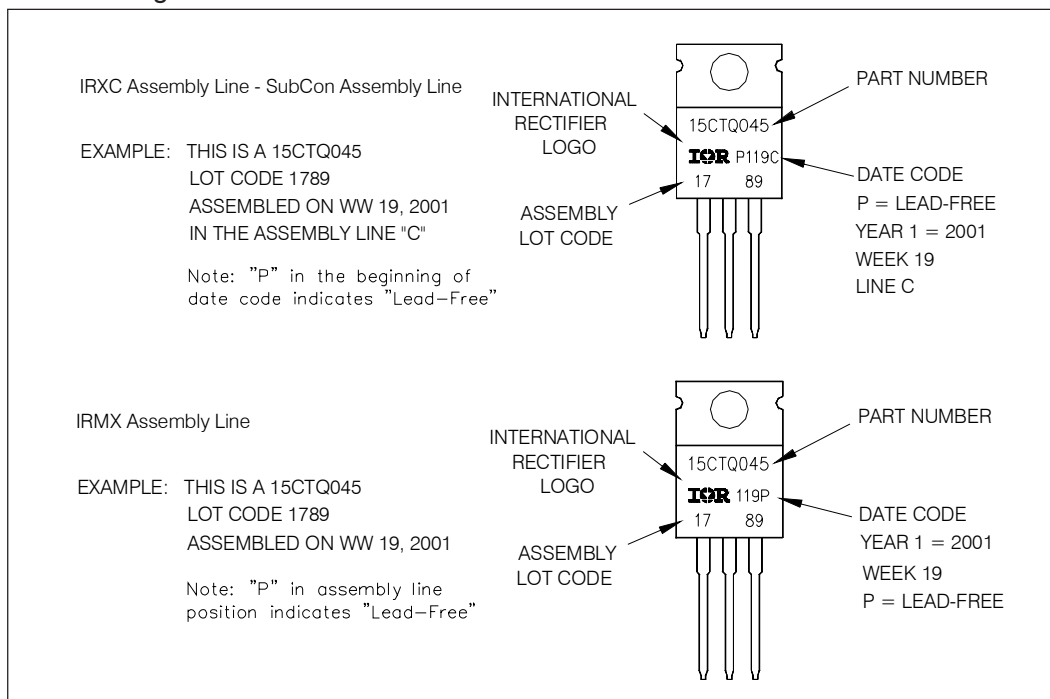 IRXC Assembly Line - SubCon Assembly Line
EXAMPLE: THIS IS A 15CTQ045
LOT CODE 1789
ASSEMBLED ON WW 19, 2001
IN THE ASSEMBLY LINE "C"
Note: "P" in the beginning of
date code indicates "Lead-Free"
INTERNATIONAL
RECTIFIER
LOGO
ASSEMBLY
LOT CODE
15CTQ045
IOR P119C
17 89
PART NUMBER
DATE CODE
P = LEAD-FREE
YEAR 1 = 2001
WEEK 19
LINE C
IRMX Assembly Line
EXAMPLE: THIS IS A 15CTQ045
LOT CODE 1789
ASSEMBLED ON WW 19, 2001
Note: "P" in assembly line
position indicates "Lead-Free"
INTERNATIONAL
RECTIFIER
LOGO
ASSEMBLY
LOT CODE
15CTQ045
IOR 119P
17 89
PART NUMBER
DATE CODE
YEAR 1 = 2001
WEEK 19
P = LEAD-FREE